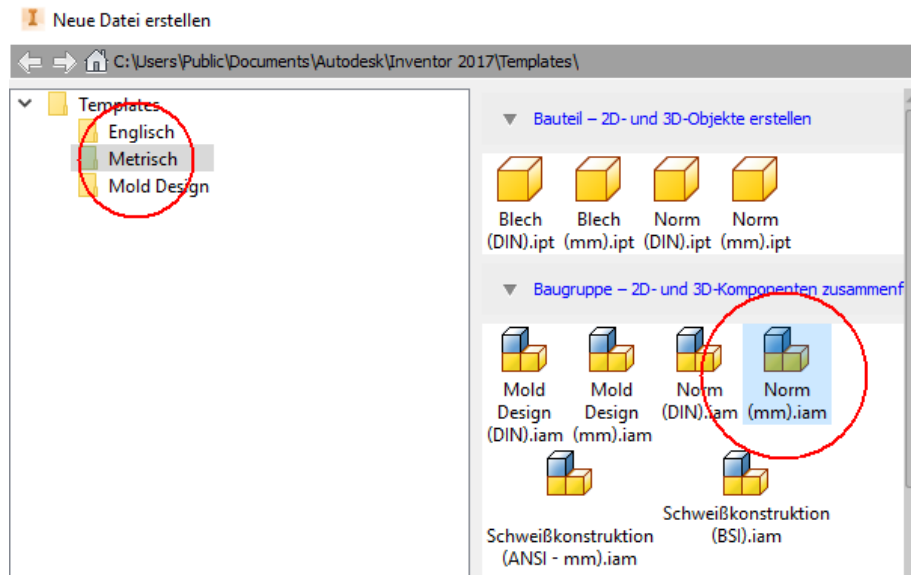 Neue Datei erstellen
C:\Users\Public\Documents\Autodesk\Inventor 2017\Templates\
Templates
Englisch
Metrisch
Mold Design
Bauteil – 2D- und 3D-Objekte erstellen
Blech (DIN).ipt
Blech (mm).ipt
Norm (DIN).ipt
Norm (mm).ipt
Baugruppe – 2D- und 3D-Komponenten zusammenf
Mold Design (DIN).iam
Mold Design (mm).iam
Norm (DIN).iam
Norm (mm).iam
Schweißkonstruktion (ANSI - mm).iam
Schweißkonstruktion (BSI).iam